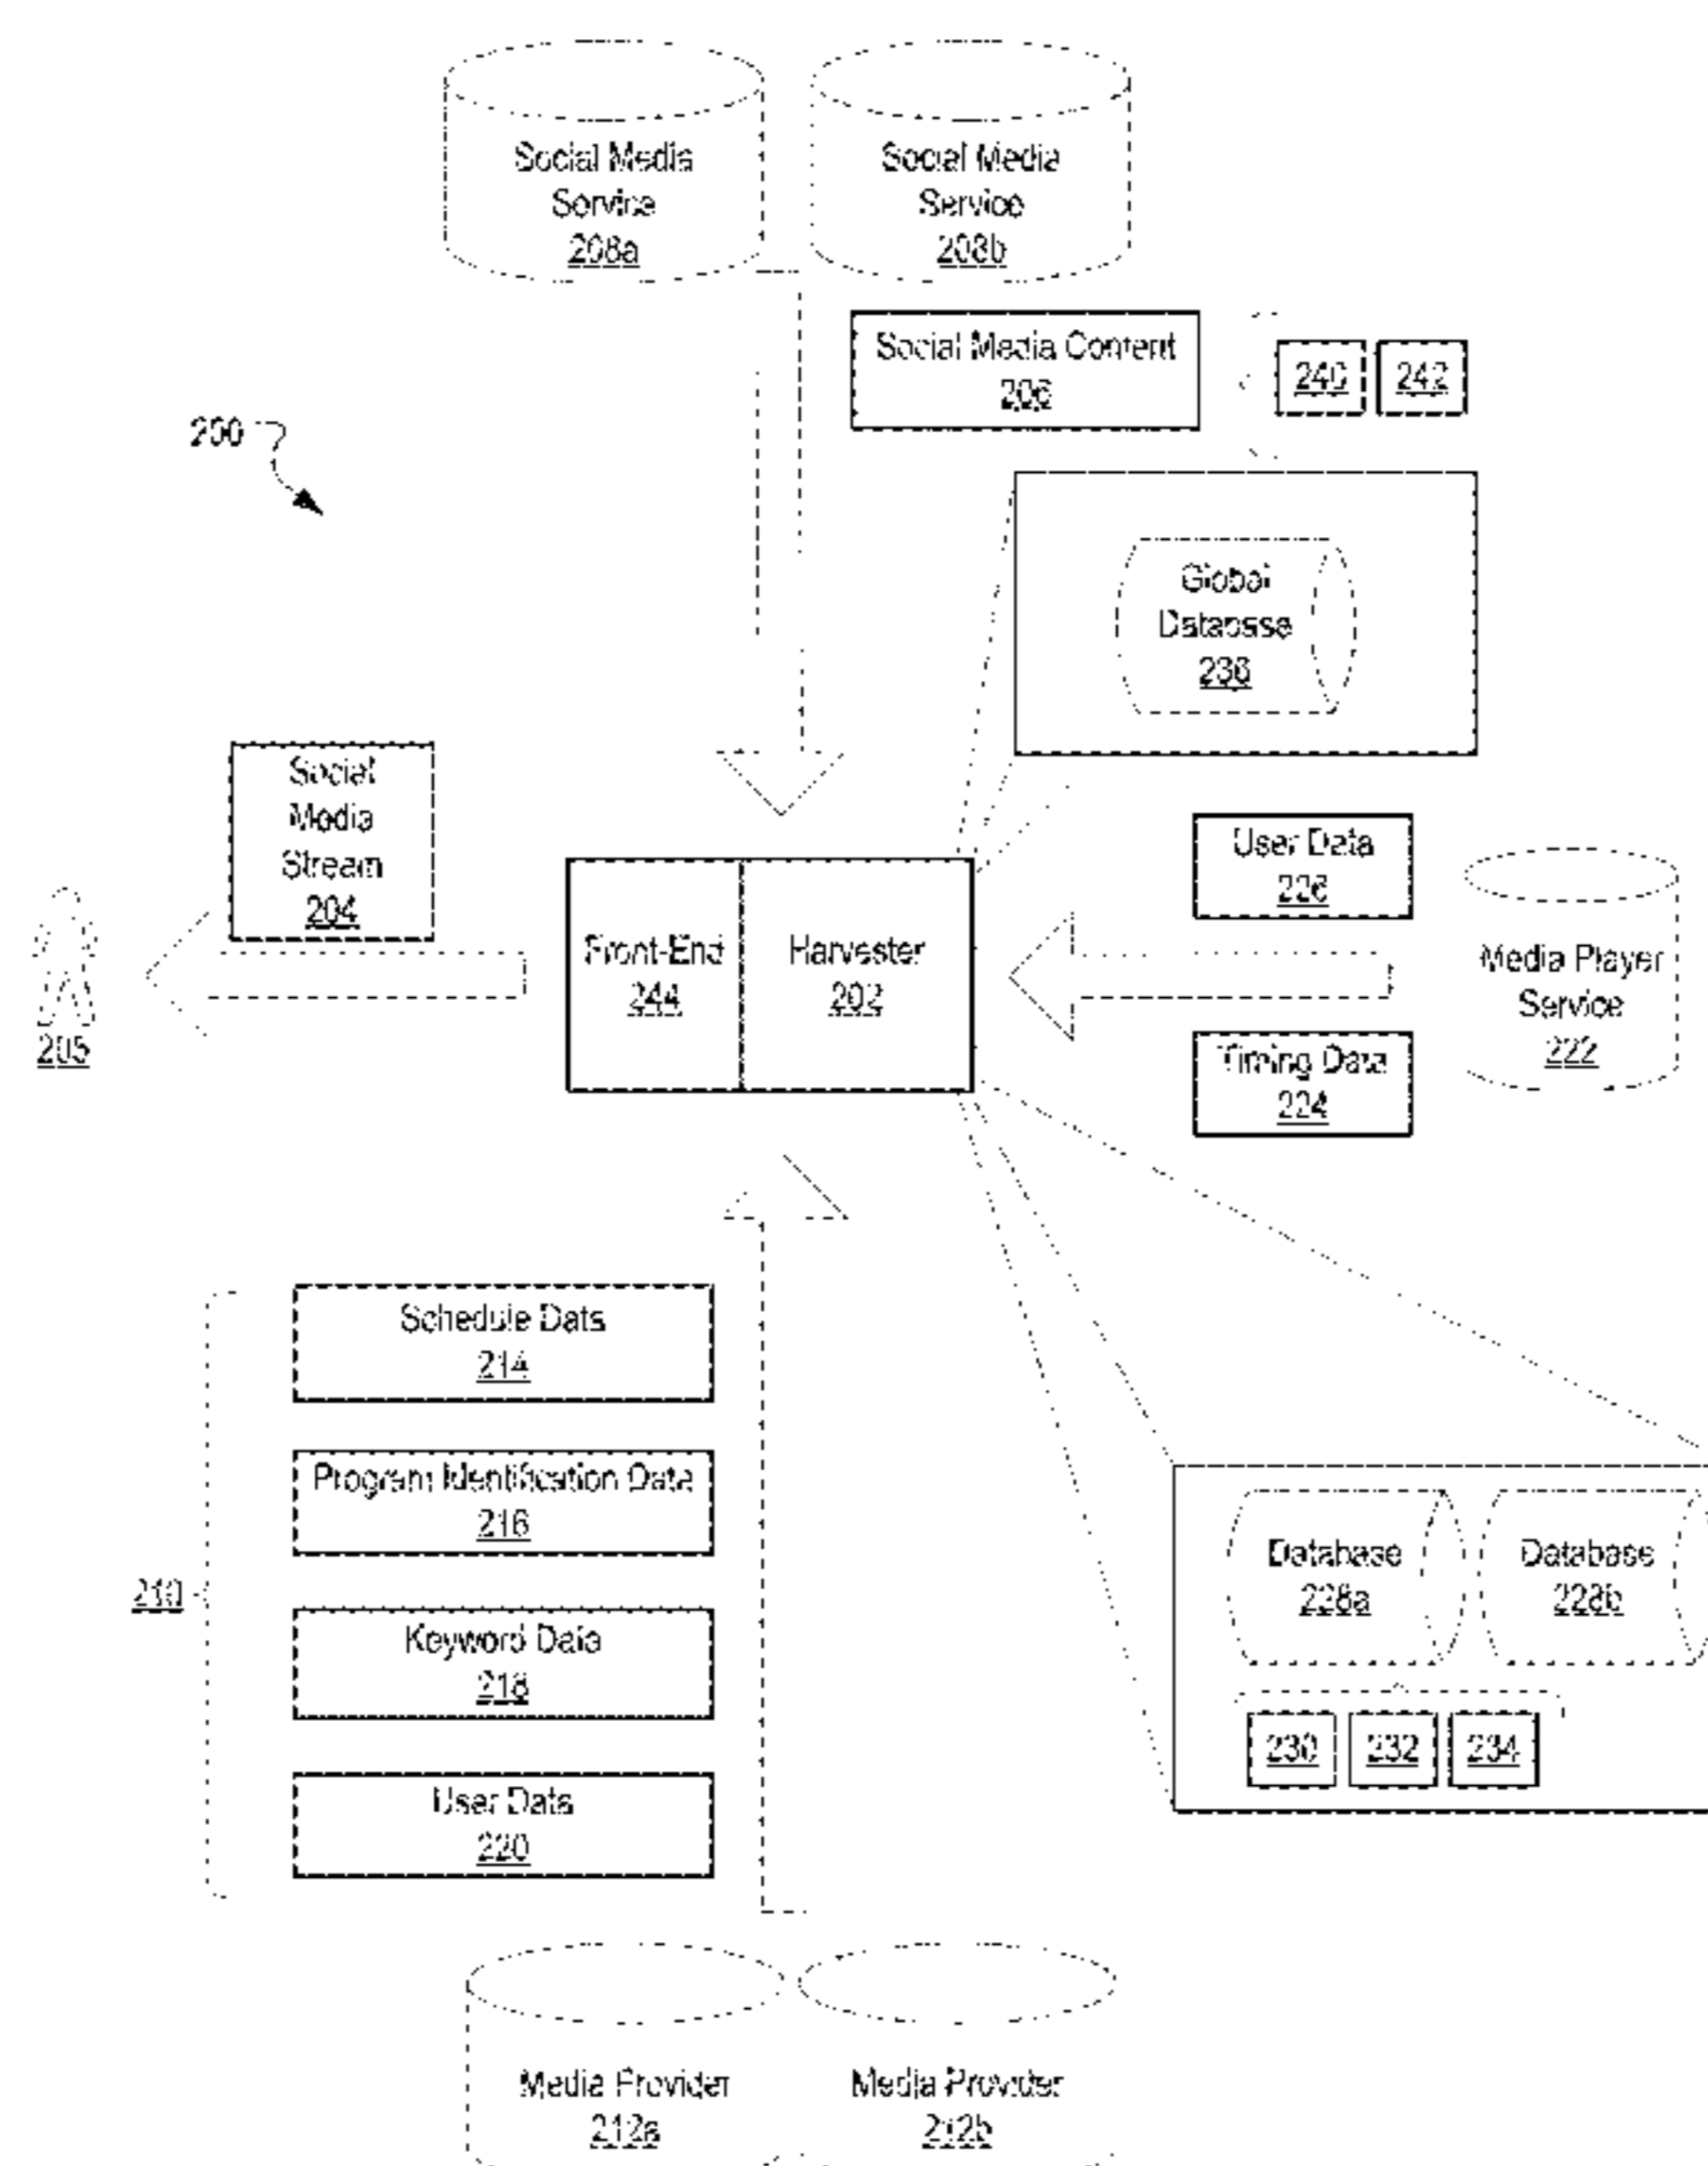 Social Media
Service
208a
Social Media
Service
208b
Social Media Content
206
240
242
200
Global
Database
236
Social
Media
Stream
204
User Data
226
Front-End
244
Harvester
202
Media Player
Service
222
205
Timing Data
224
Schedule Data
214
Program Identification Data
216
210
Keyword Data
218
User Data
220
Database
228a
Database
228b
230
232
234
Media Provider
212a
Media Provider
212b